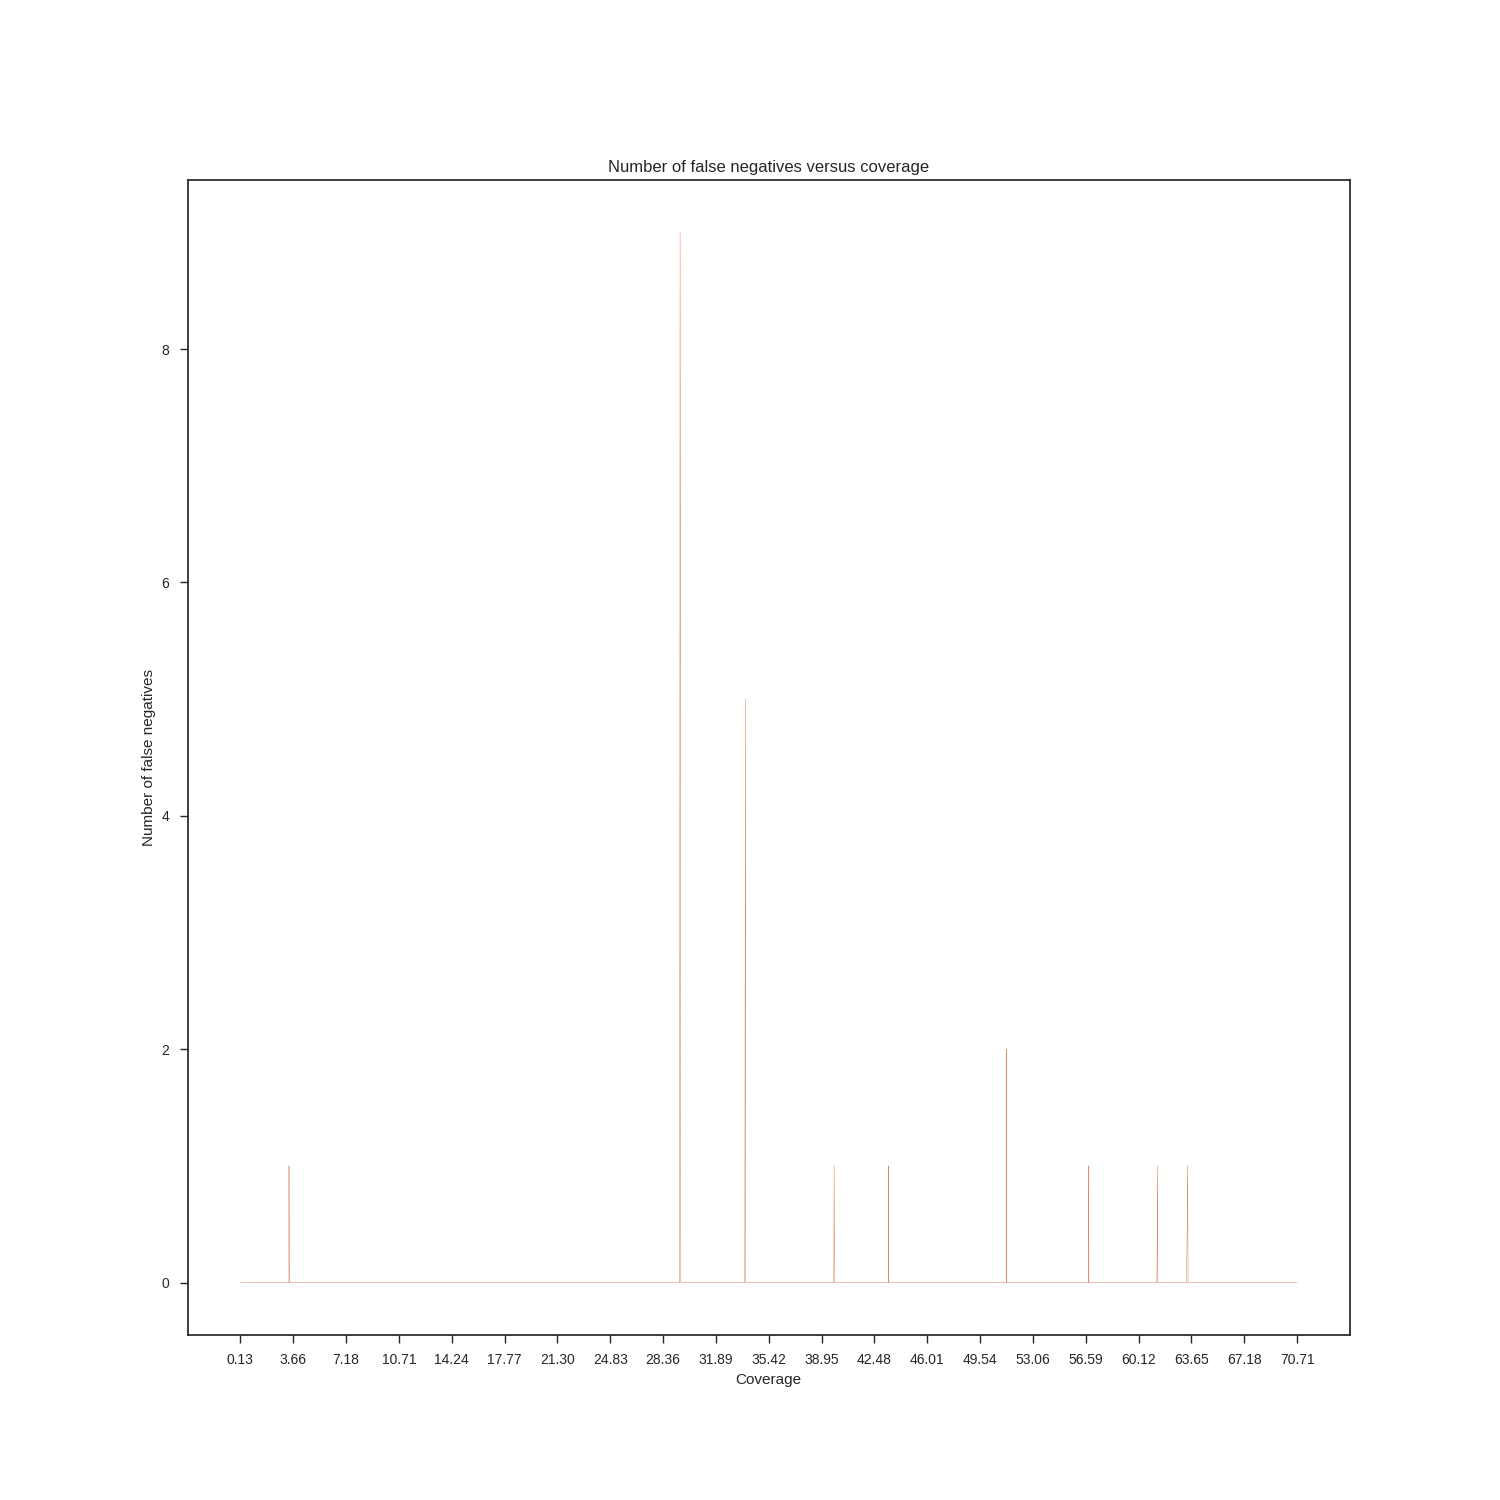 Number of false negatives versus coverage
Number of false negatives
8
6
4
2
0
0.13 3.66 7.18 10.71 14.24 17.77 21.30 24.83 28.36 31.89 35.42 38.95 42.48 46.01 49.54 53.06 56.59 60.12 63.65 67.18 70.71
Coverage